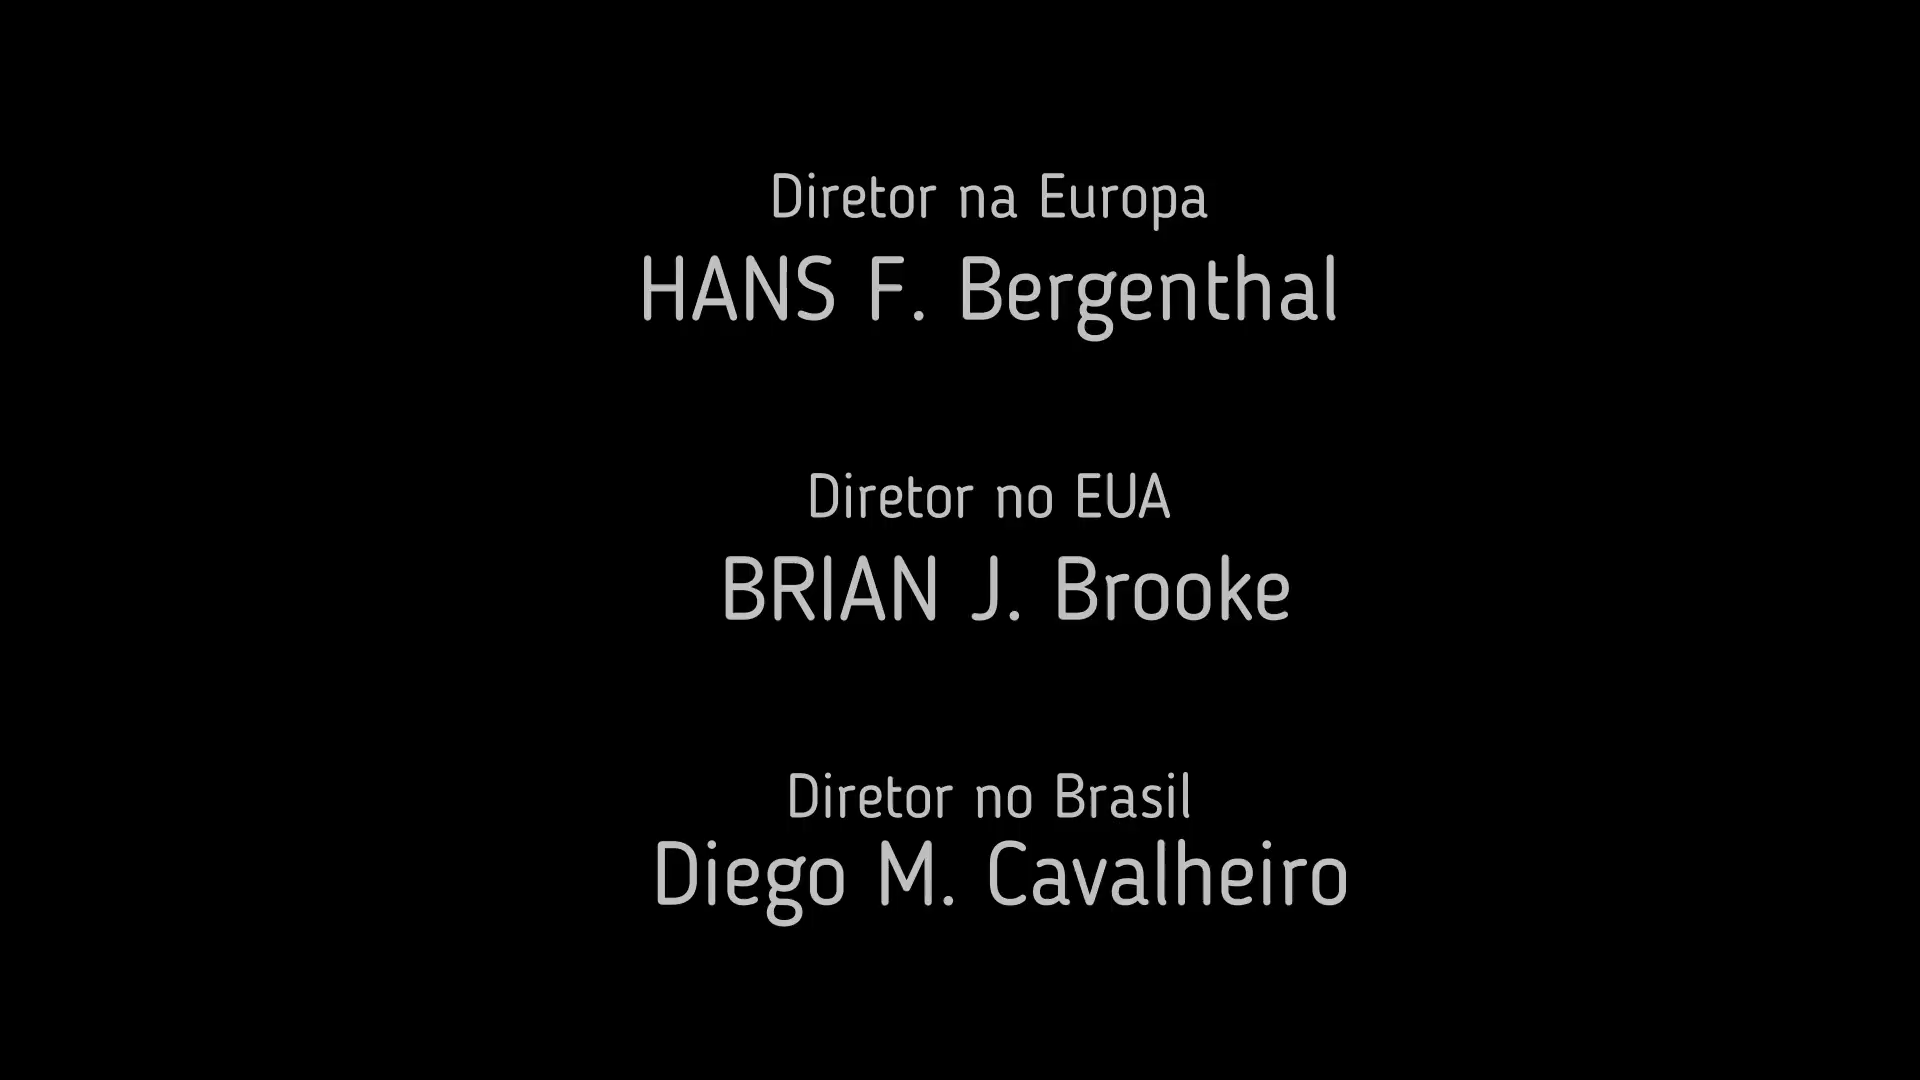 Diretor na Europa
HANS F. Bergenthal
Diretor no EUA
BRIAN J. Brooke
Diretor no Brasil
Diego M. Cavalheiro